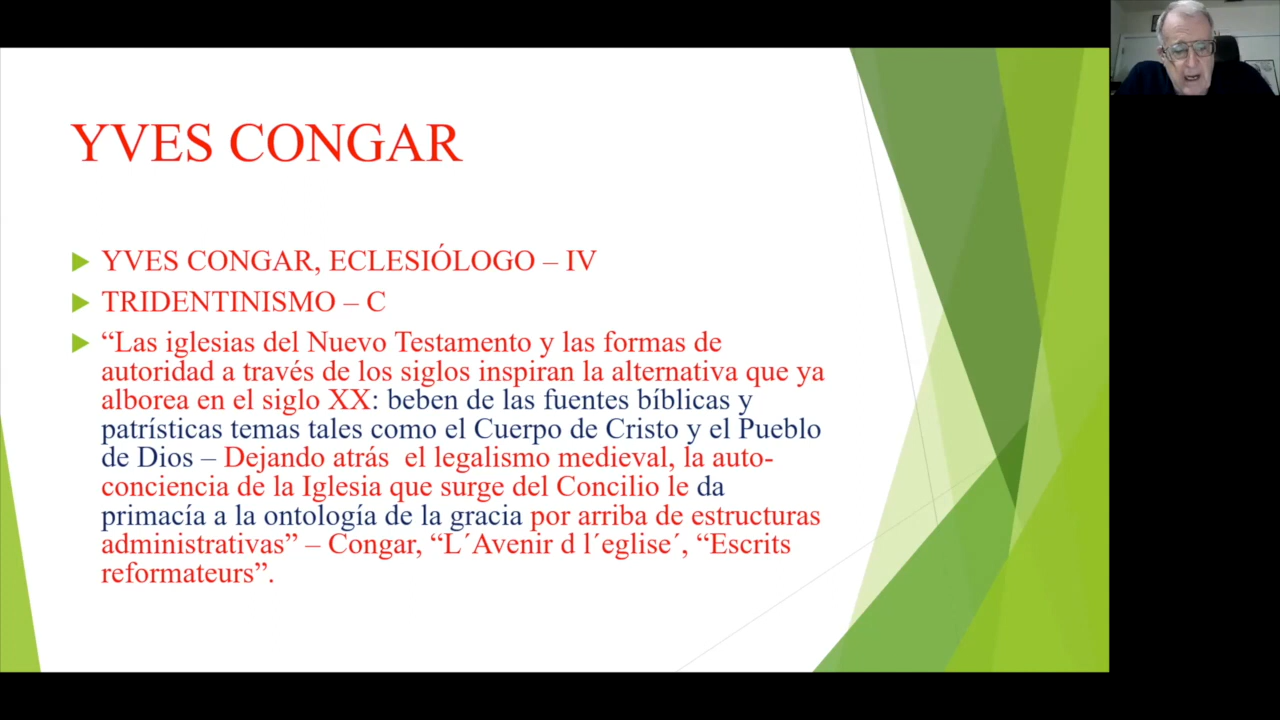 YVES CONGAR
YVES CONGAR, ECLESIÓLOGO – IV
TRIDENTINISMO – C
“Las iglesias del Nuevo Testamento y las formas de
autoridad a través de los siglos inspiran la alternativa que ya
alborea en el siglo XX: beben de las fuentes bíblicas y
patrísticas temas tales como el Cuerpo de Cristo y el Pueblo
de Dios – Dejando atrás  el legalismo medieval, la auto-
conciencia de la Iglesia que surge del Concilio le da
primacía a la ontología de la gracia por arriba de estructuras
administrativas” – Congar, “L´Avenir d l´eglise´, “Escrits
reformateurs”.